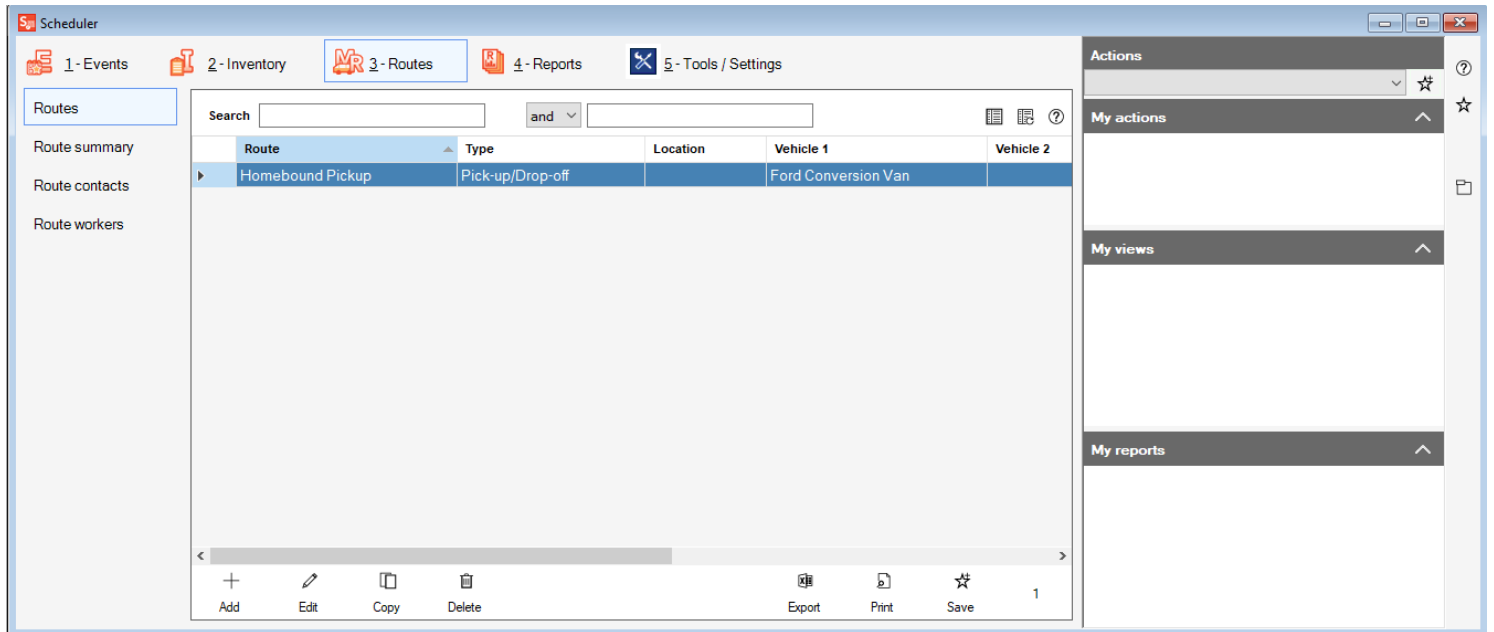 Scheduler
1 - Events 2 - Inventory 3 - Routes 4 - Reports 5 - Tools / Settings
Routes
Route summary
Route contacts
Route workers
Search and
Route Type Location Vehicle 1 Vehicle 2
Homebound Pickup Pick-up/Drop-off Ford Conversion Van
Add Edit Copy Delete Export Print Save 1
Actions
My actions
My views
My reports